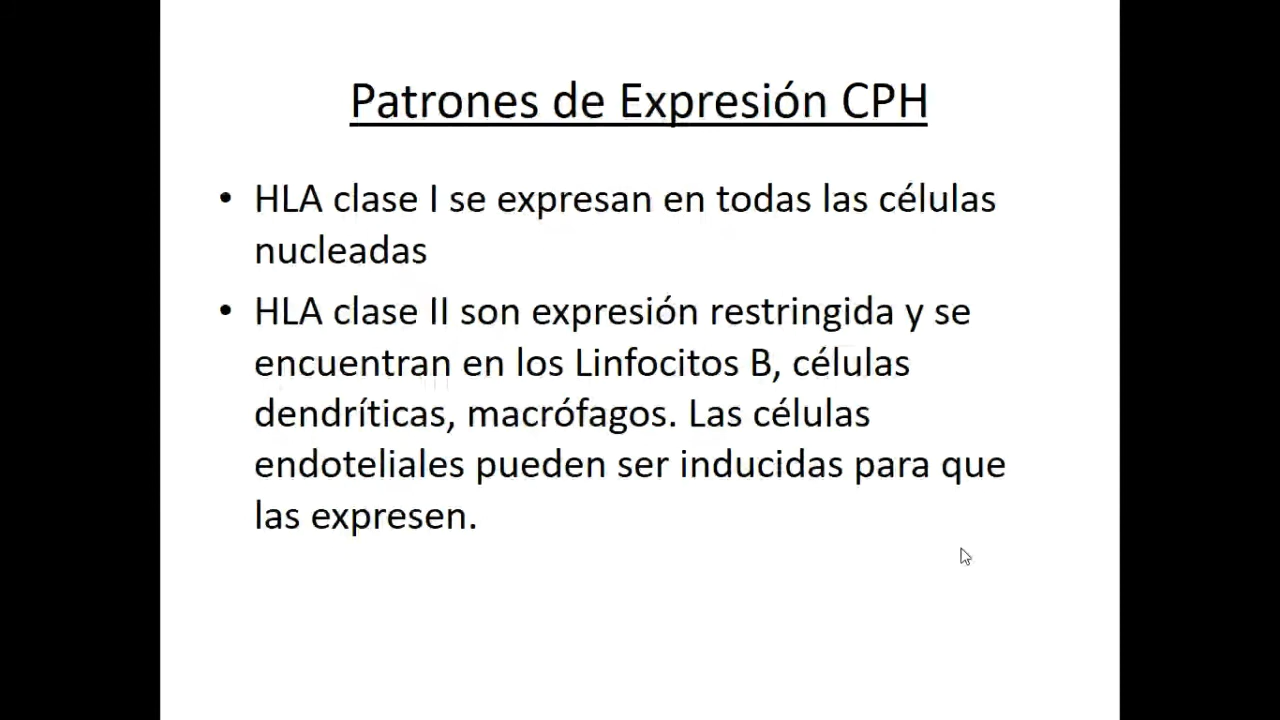 Patrones de Expresión CPH
• HLA clase I se expresan en todas las células
nucleadas
• HLA clase II son expresión restringida y se
encuentran en los Linfocitos B, células
dendríticas, macrófagos. Las células
endoteliales pueden ser inducidas para que
las expresen.